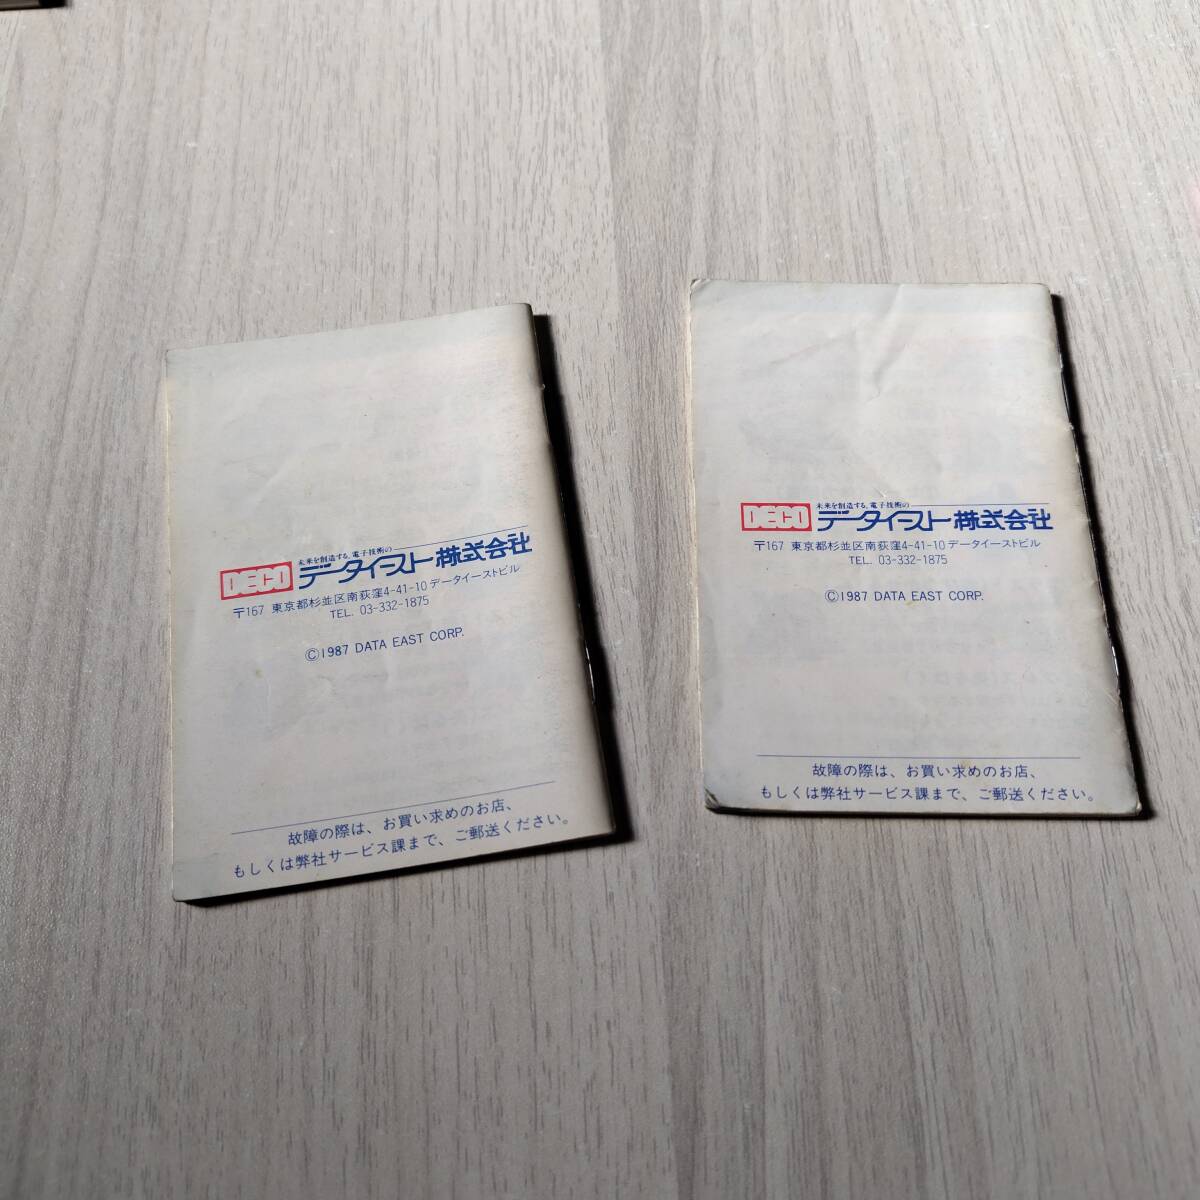 未来を創造する、電子技術の
DECO データイースト株式会社
〒167 東京都杉並区南荻窪4-41-10 データイーストビル
TEL. 03-332-1875
©1987 DATA EAST CORP.
故障の際は、お買い求めのお店、
もしくは弊社サービス課まで、ご郵送ください。
未来を創造する、電子技術の
DECO データイースト株式会社
〒167 東京都杉並区南荻窪4-41-10 データイーストビル
TEL. 03-332-1875
©1987 DATA EAST CORP.
故障の際は、お買い求めのお店、
もしくは弊社サービス課まで、ご郵送ください。